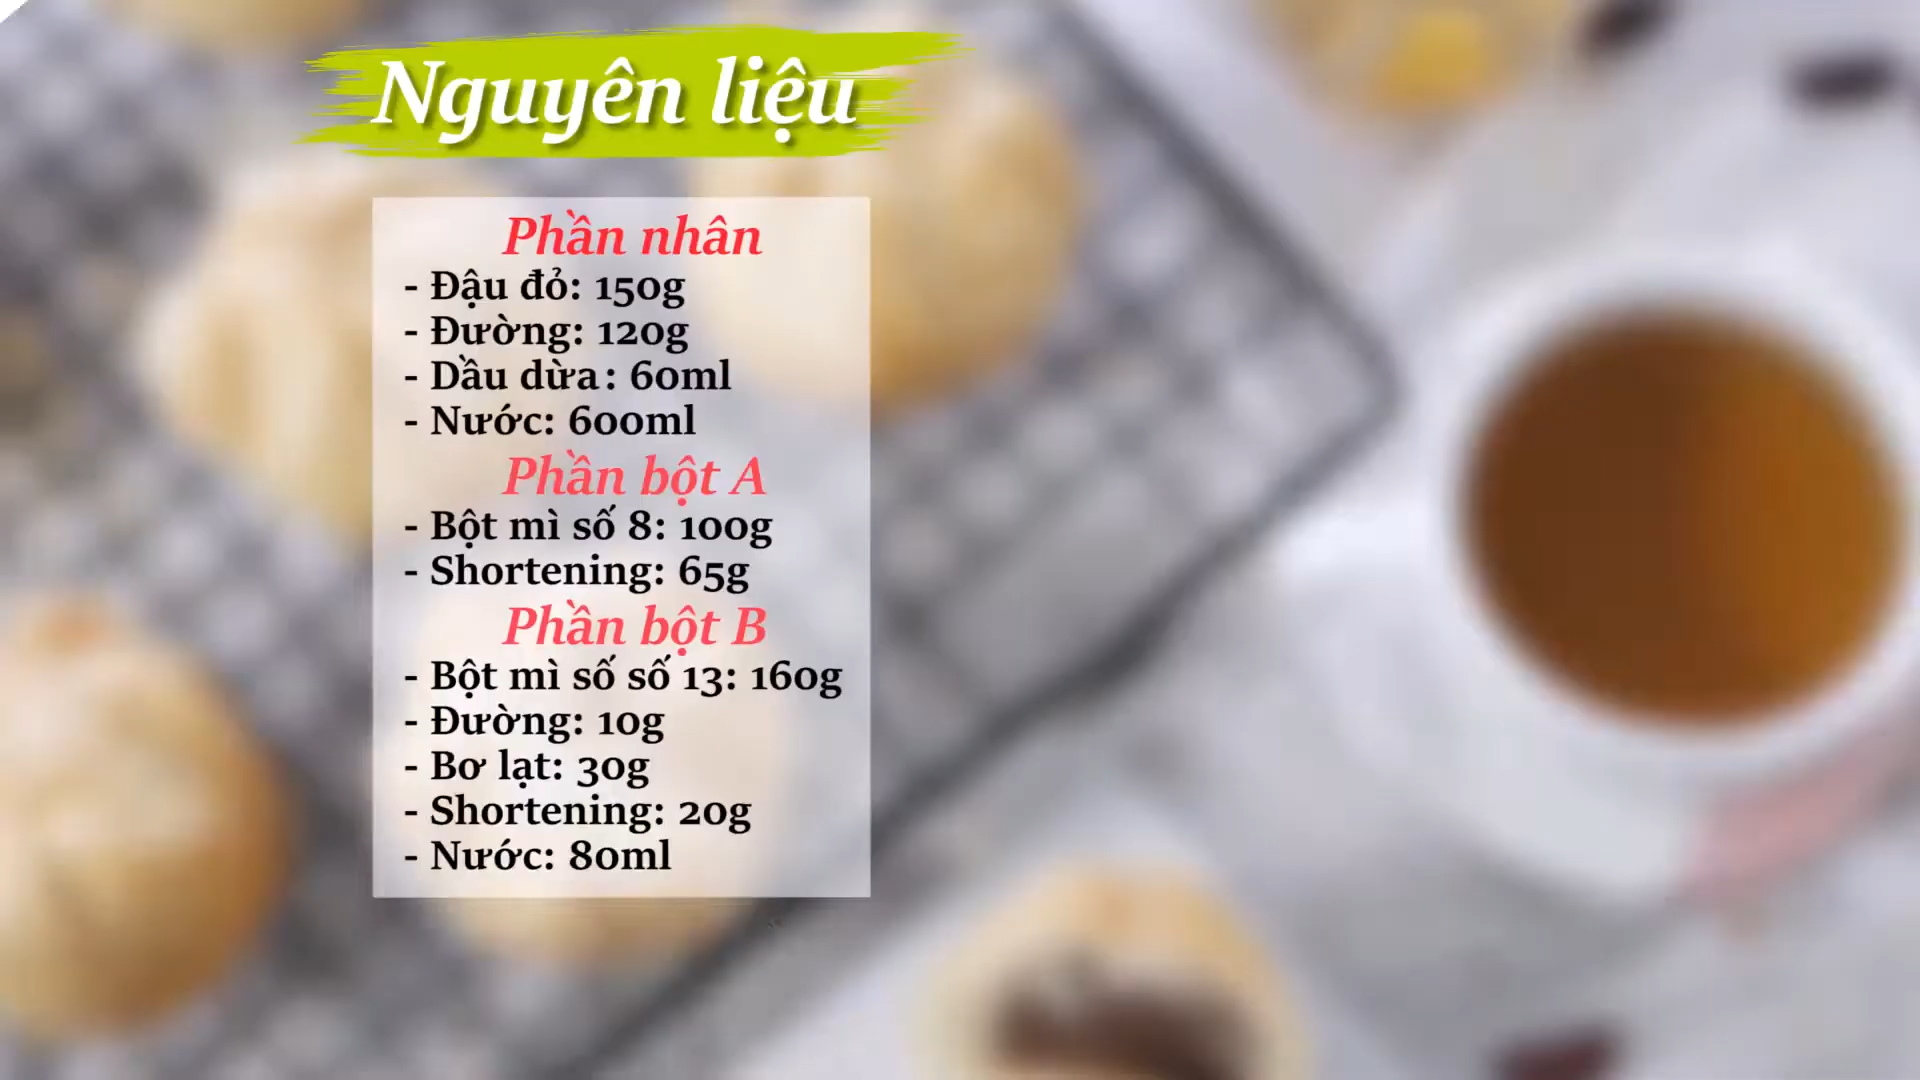 Nguyên liệu
Phần nhân
- Đậu đỏ: 150g
- Đường: 120g
- Dầu dừa: 60ml
- Nước: 600ml
Phần bột A
- Bột mì số 8: 100g
- Shortening: 65g
Phần bột B
- Bột mì số số 13: 160g
- Đường: 10g
- Bơ lạt: 30g
- Shortening: 20g
- Nước: 80ml